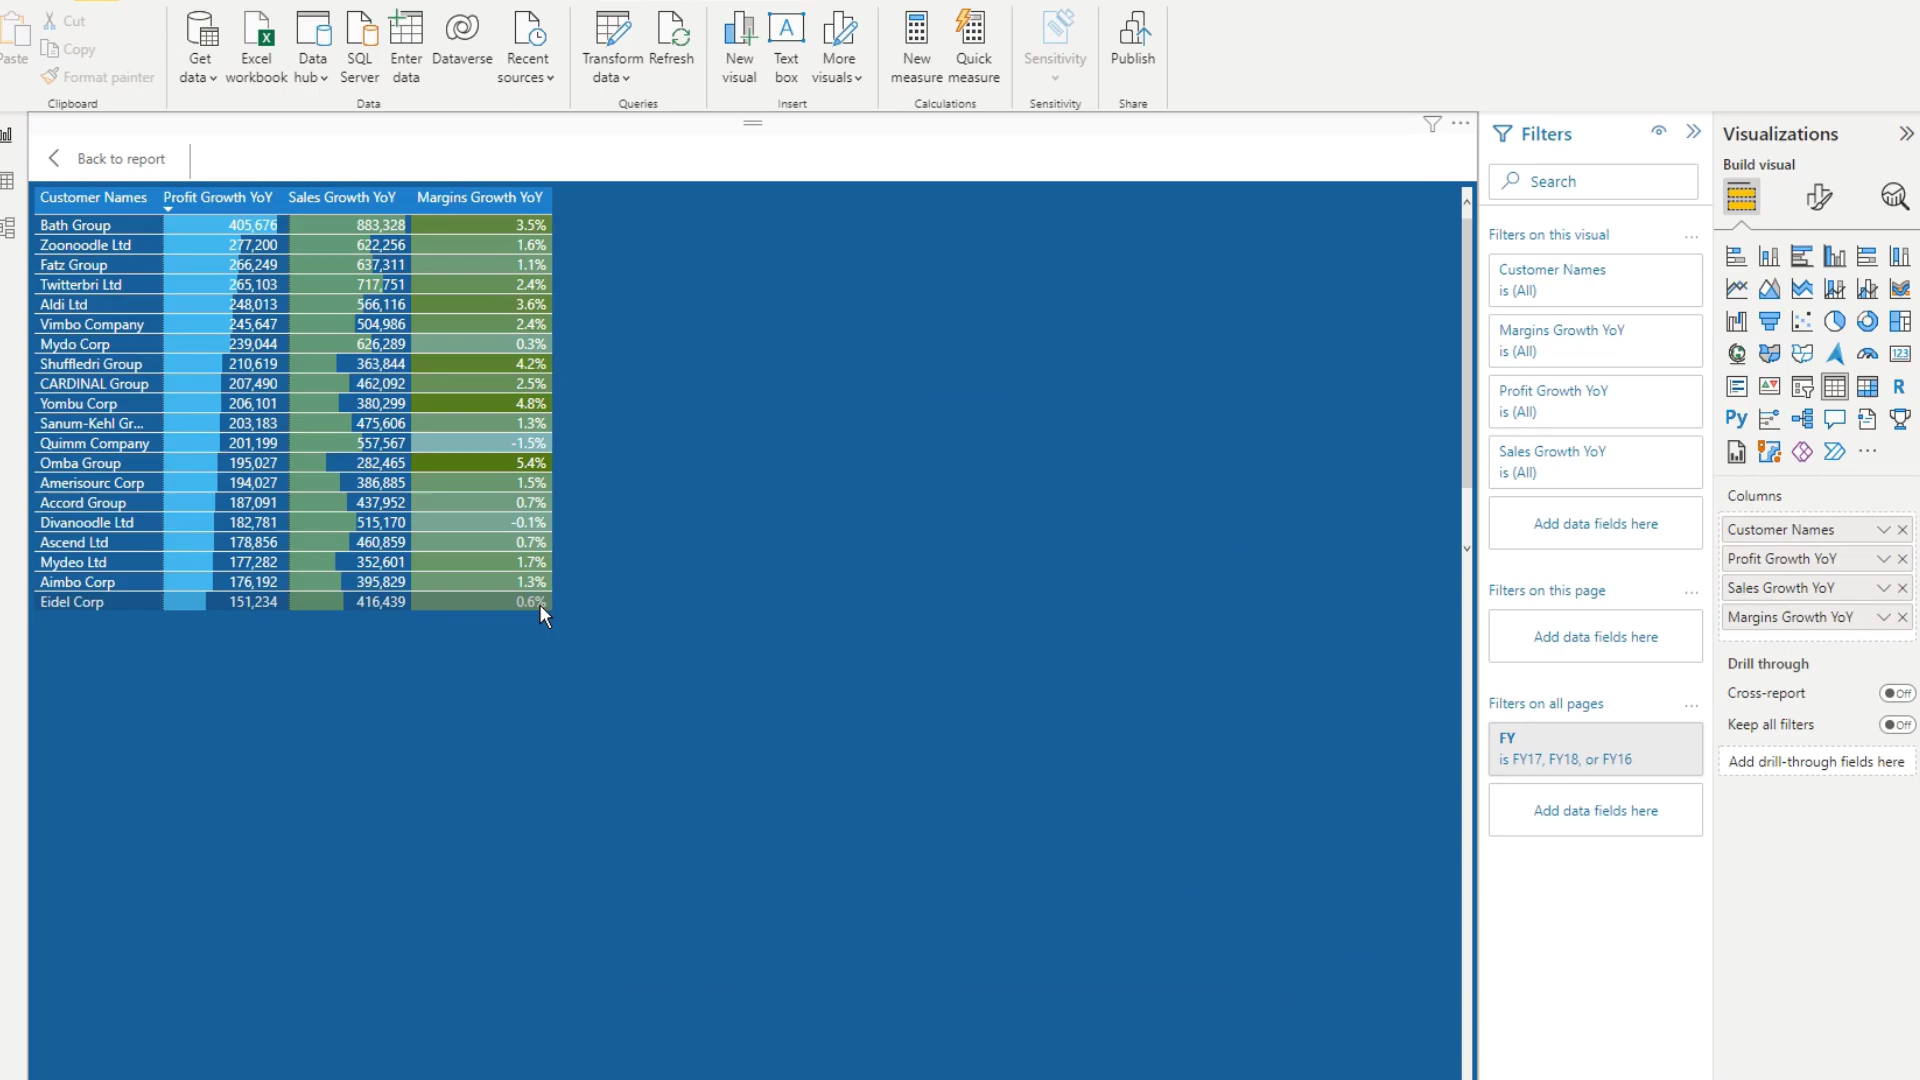 Cut
Copy
Format painter
Paste
Clipboard
Get data
Excel workbook
Data hub
SQL Server
Enter data
Dataverse
Recent sources
Data
Transform data
Refresh
Queries
New visual
Text box
More visuals
Insert
New measure
Quick measure
Calculations
Sensitivity
Sensitivity
Publish
Share
Back to report
Customer Names Profit Growth YoY Sales Growth YoY Margins Growth YoY
Bath Group 405,676 883,328 3.5%
Zoonoodle Ltd 277,200 622,256 1.6%
Fatz Group 266,249 637,311 1.1%
Twitterbri Ltd 265,103 717,751 2.4%
Aldi Ltd 248,013 566,116 3.6%
Vimbo Company 245,647 504,986 2.4%
Mydo Corp 239,044 626,289 0.3%
Shuffledri Group 210,619 363,844 4.2%
CARDINAL Group 207,490 462,092 2.5%
Yombu Corp 206,101 380,299 4.8%
Sanum-Kehl Gr... 203,183 475,606 1.3%
Quimm Company 201,199 557,567 -1.5%
Omba Group 195,027 282,465 5.4%
Amerisourc Corp 194,027 386,885 1.5%
Accord Group 187,091 437,952 0.7%
Divanoodle Ltd 182,781 515,170 -0.1%
Ascend Ltd 178,856 460,859 0.7%
Mydeo Ltd 177,282 352,601 1.7%
Aimbo Corp 176,192 395,829 1.3%
Eidel Corp 151,234 416,439 0.6%
Filters
Search
Filters on this visual ...
Customer Names
is (All)
Margins Growth YoY
is (All)
Profit Growth YoY
is (All)
Sales Growth YoY
is (All)
Add data fields here
Filters on this page ...
Add data fields here
Filters on all pages ...
FY
is FY17, FY18, or FY16
Add data fields here
Visualizations
Build visual
123
R
Py
...
Columns
Customer Names
Profit Growth YoY
Sales Growth YoY
Margins Growth YoY
Drill through
Cross-report Off
Keep all filters Off
Add drill-through fields here